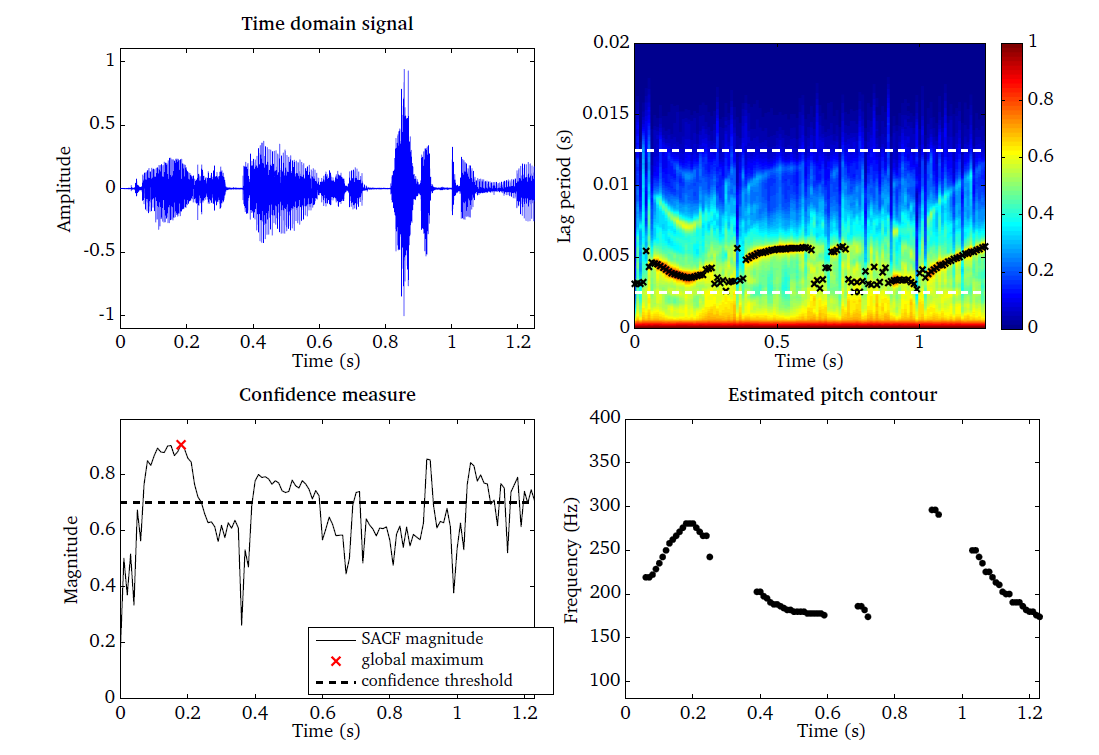 Time domain signal
1
0.5
0
-0.5
-1
Amplitude
0 0.2 0.4 0.6 0.8 1 1.2
Time (s)
0.02
0.015
0.01
0.005
0
Lag period (s)
0 0.5 1
Time (s)
1
0.8
0.6
0.4
0.2
0
Confidence measure
0.8
0.6
0.4
0.2
0
Magnitude
SACF magnitude
global maximum
confidence threshold
0 0.2 0.4 0.6 0.8 1 1.2
Time (s)
Estimated pitch contour
400
350
300
250
200
150
100
Frequency (Hz)
0 0.2 0.4 0.6 0.8 1 1.2
Time (s)